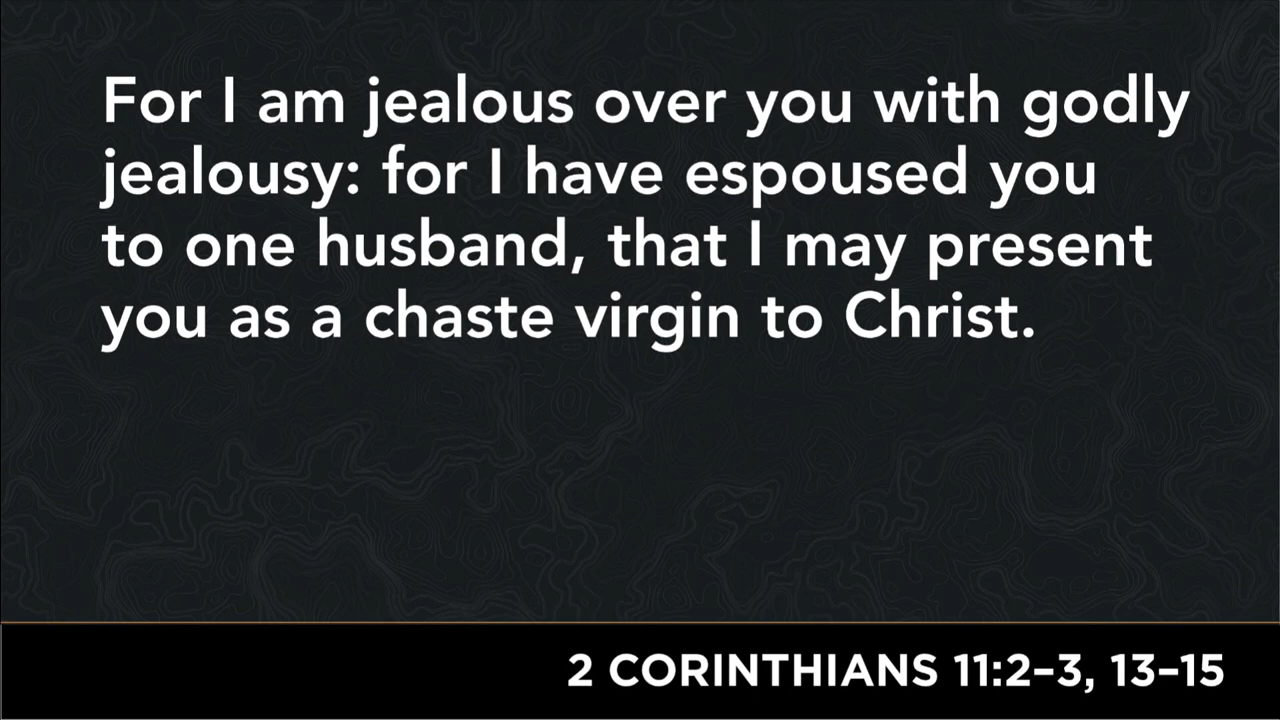 For I am jealous over you with godly
jealousy: for I have espoused you
to one husband, that I may present
you as a chaste virgin to Christ.
2 CORINTHIANS 11:2–3, 13–15